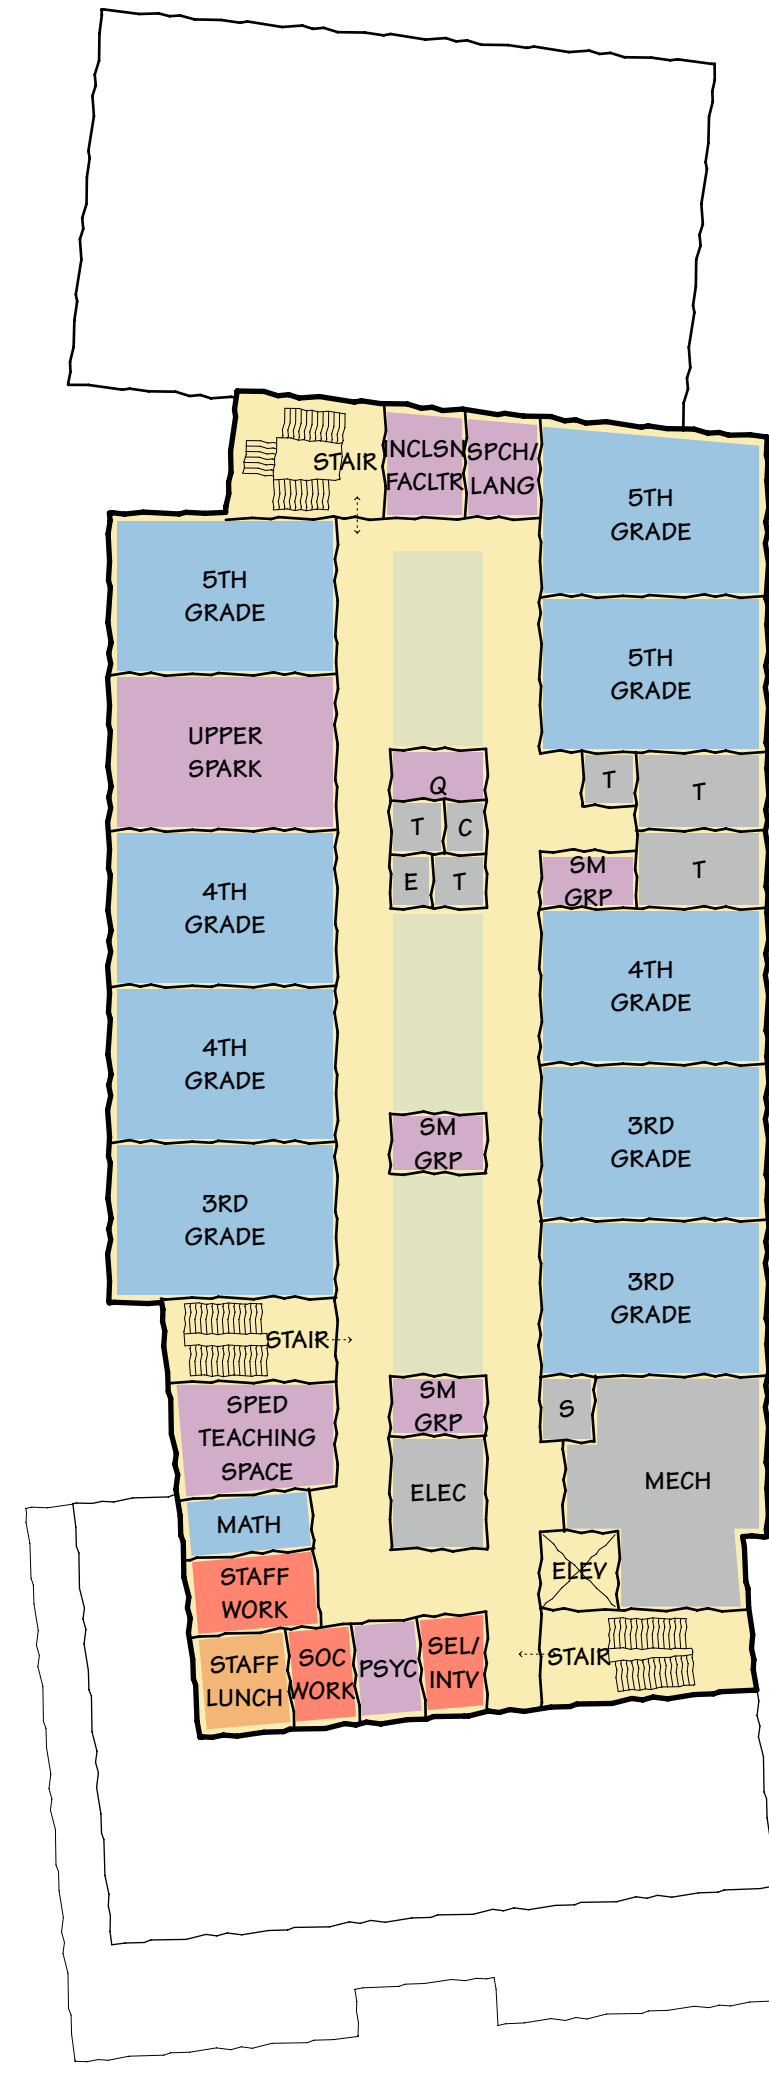 STAIR
INCLSN
FACLTR
SPCH/
LANG
5TH
GRADE
5TH
GRADE
5TH
GRADE
UPPER
SPARK
Q
T
T
T
C
E
T
T
SM
GRP
4TH
GRADE
4TH
GRADE
4TH
GRADE
SM
GRP
3RD
GRADE
3RD
GRADE
3RD
GRADE
STAIR
SPED
TEACHING
SPACE
SM
GRP
S
ELEC
MECH
MATH
STAFF
WORK
ELEV
STAFF
LUNCH
SOC
WORK
PSYC
SEL/
INTV
STAIR